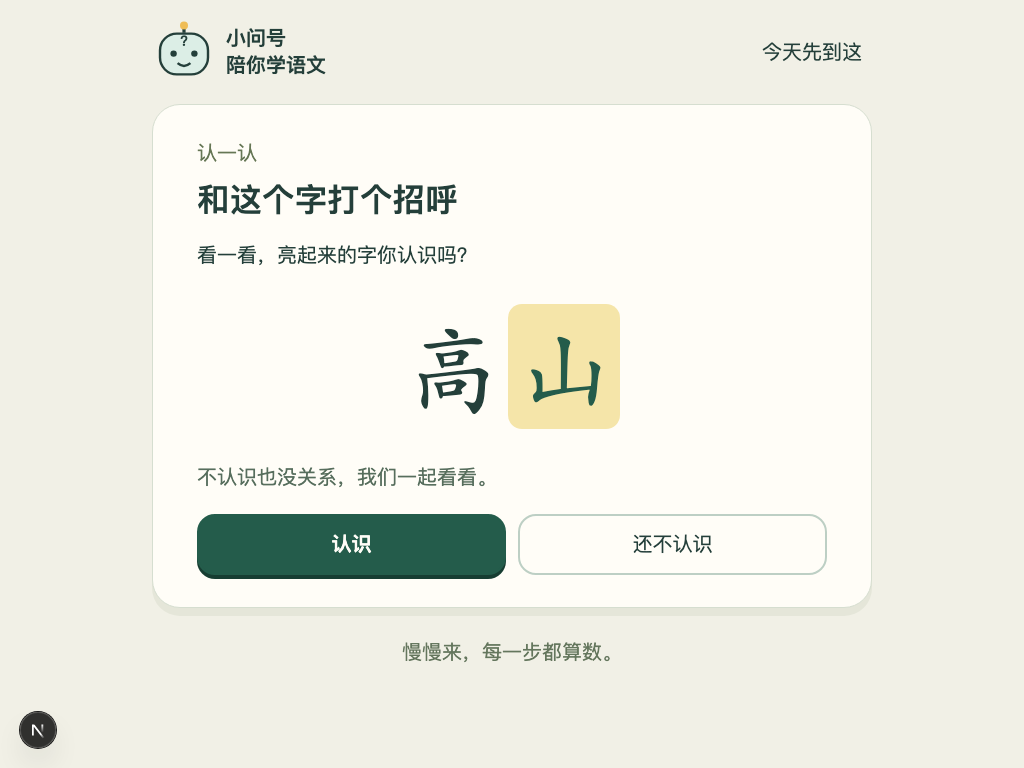 ?
小问号
陪你学语文
今天先到这
认一认
和这个字打个招呼
看一看，亮起来的字你认识吗？
高山
不认识也没关系，我们一起看看。
认识
还不认识
慢慢来，每一步都算数。
N